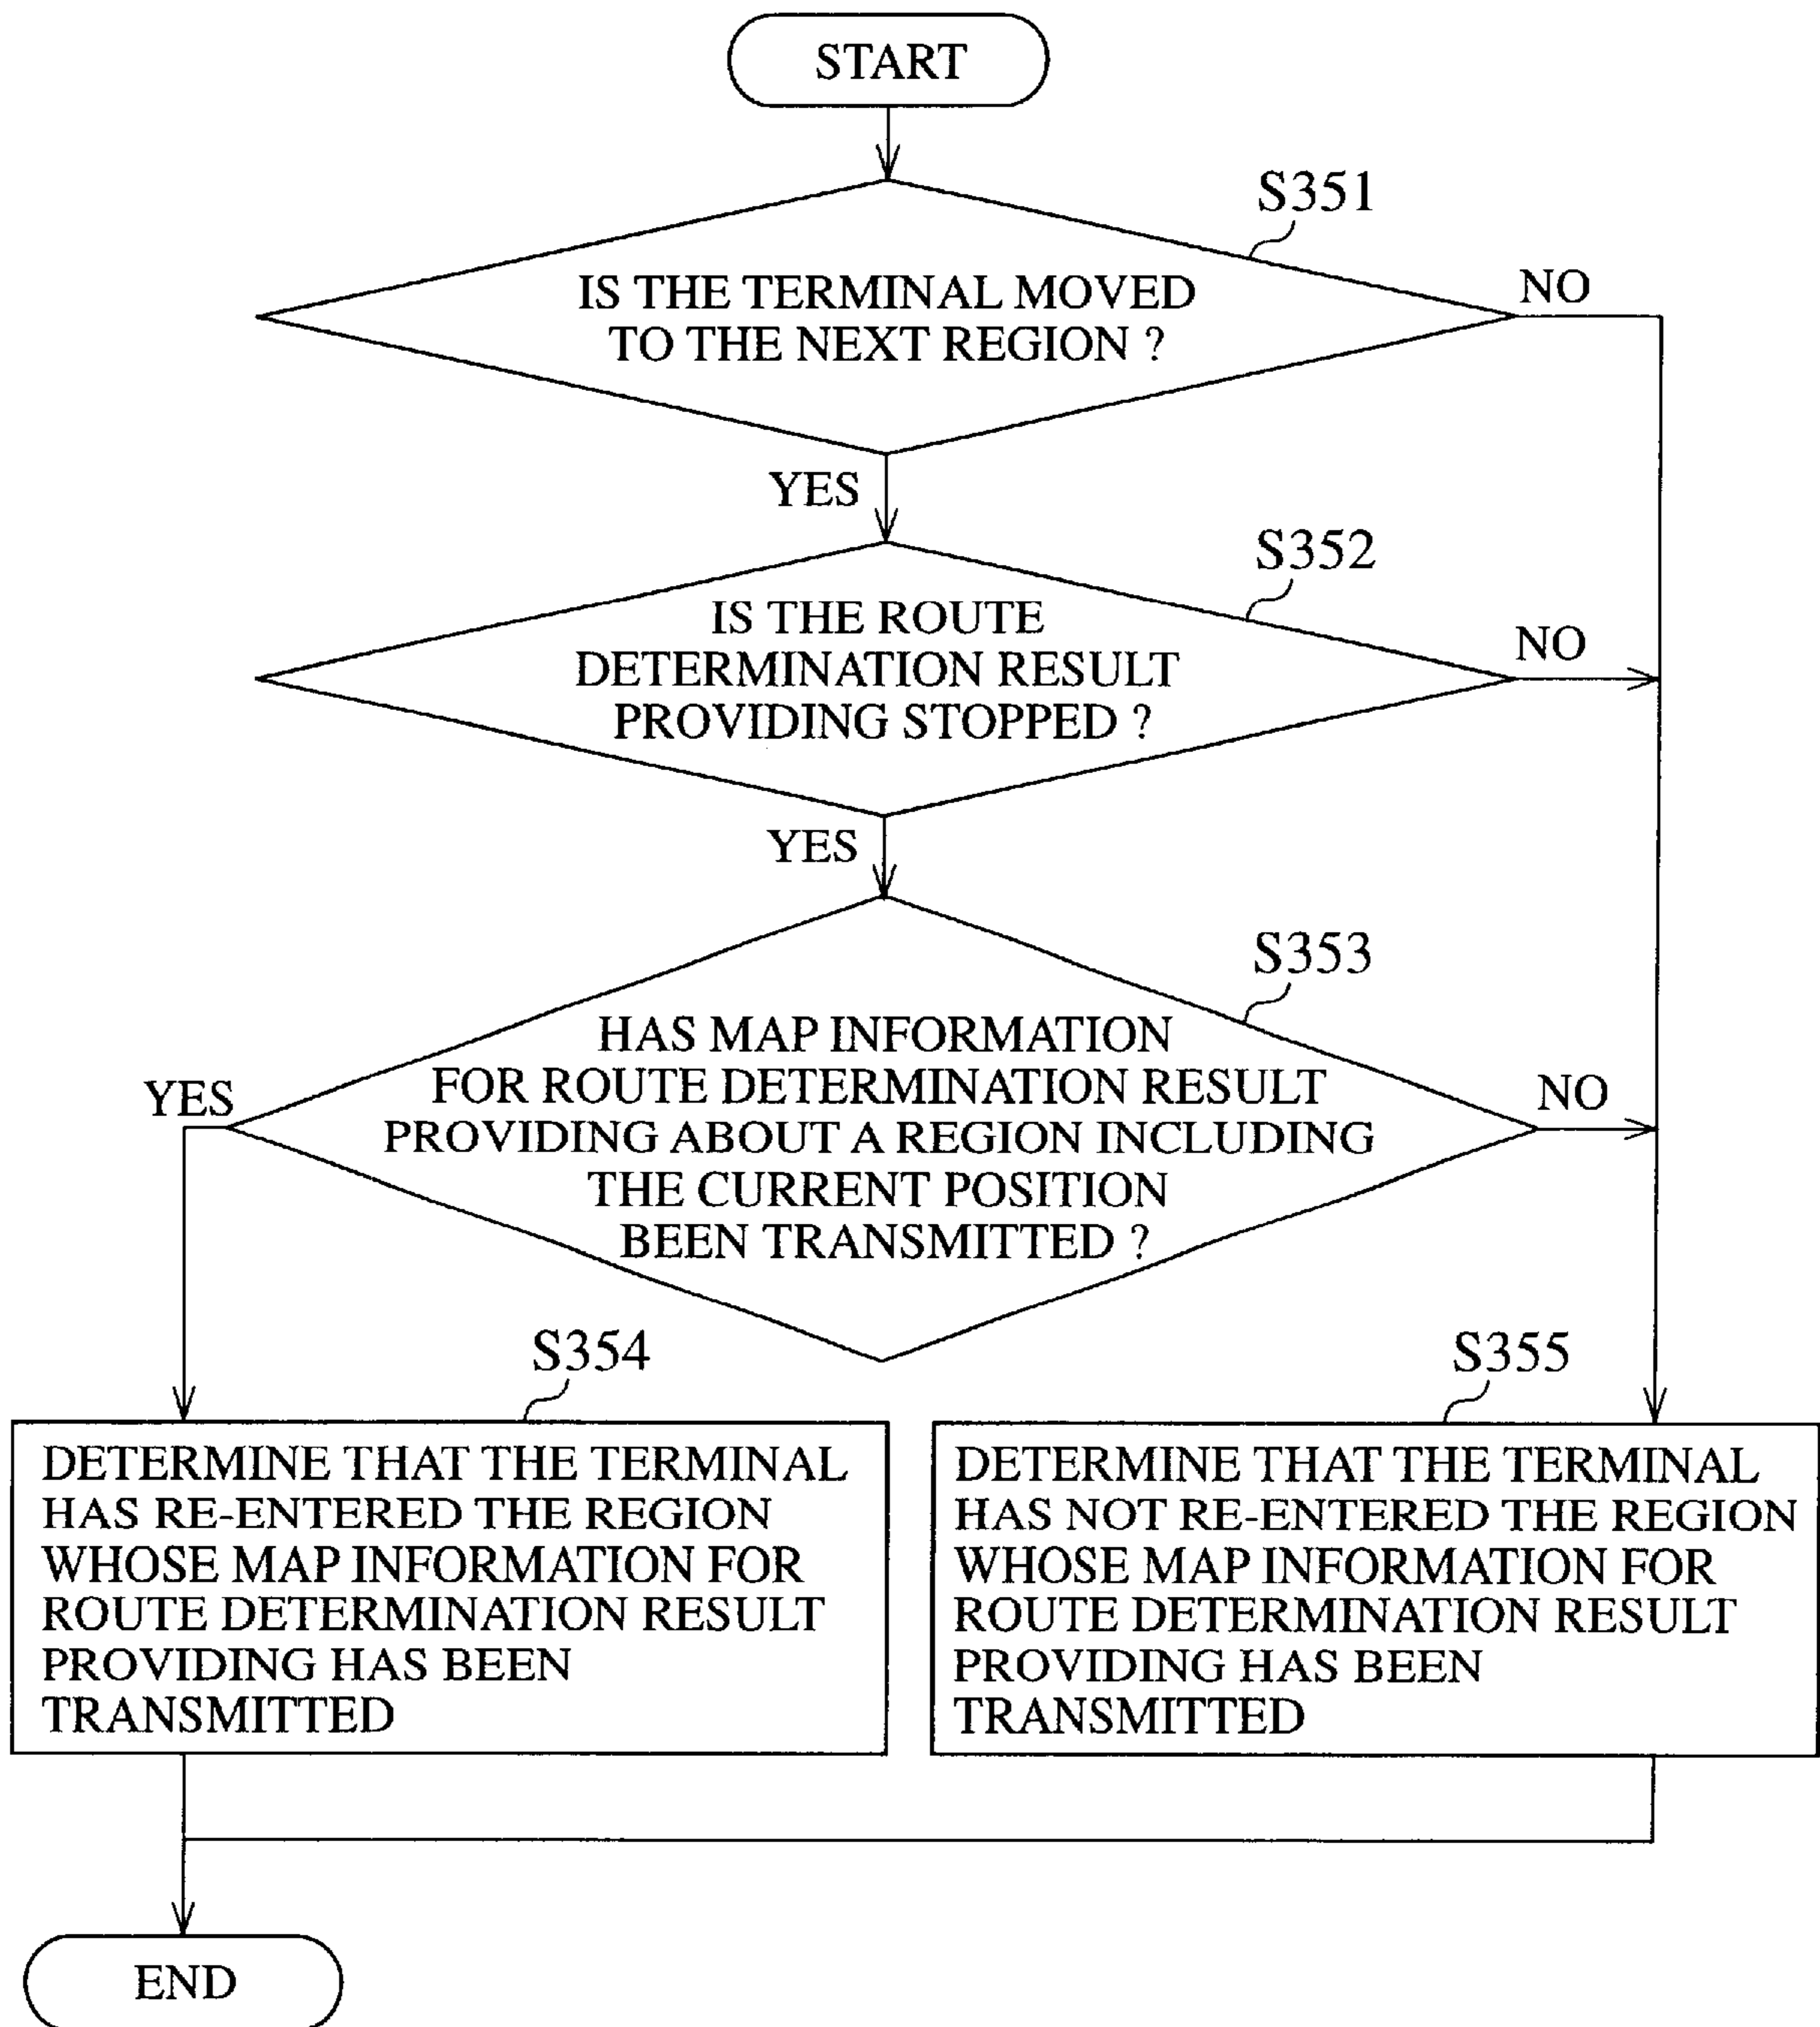 START
S351
IS THE TERMINAL MOVED
TO THE NEXT REGION ?
NO
YES
S352
IS THE ROUTE
DETERMINATION RESULT
PROVIDING STOPPED ?
NO
YES
S353
HAS MAP INFORMATION
FOR ROUTE DETERMINATION RESULT
PROVIDING ABOUT A REGION INCLUDING
THE CURRENT POSITION
BEEN TRANSMITTED ?
YES
NO
S354
DETERMINE THAT THE TERMINAL
HAS RE-ENTERED THE REGION
WHOSE MAP INFORMATION FOR
ROUTE DETERMINATION RESULT
PROVIDING HAS BEEN
TRANSMITTED
S355
DETERMINE THAT THE TERMINAL
HAS NOT RE-ENTERED THE REGION
WHOSE MAP INFORMATION FOR
ROUTE DETERMINATION RESULT
PROVIDING HAS BEEN
TRANSMITTED
END